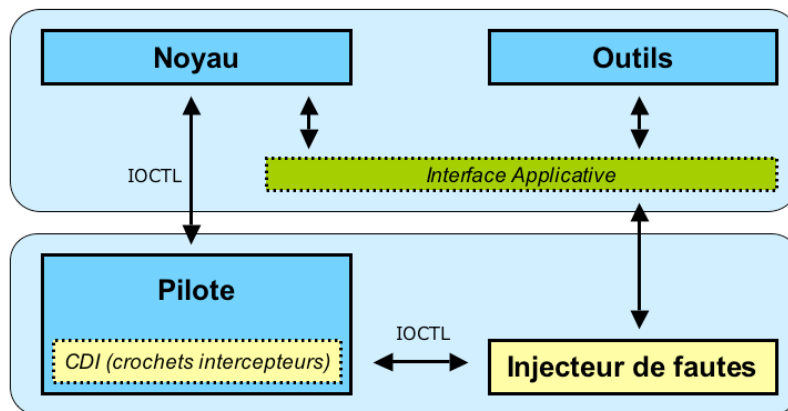 Noyau
Outils
IOCTL
Interface Applicative
Pilote
IOCTL
CDI (crochets intercepteurs)
Injecteur de fautes